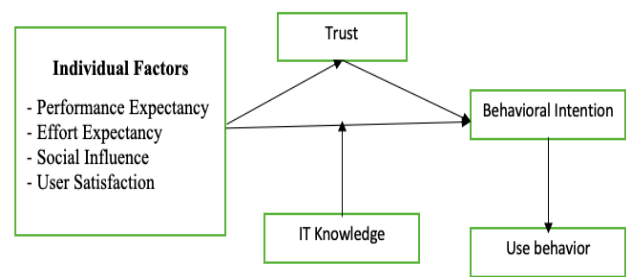 Trust
Individual Factors
- Performance Expectancy
- Effort Expectancy
- Social Influence
- User Satisfaction
Behavioral Intention
IT Knowledge
Use behavior